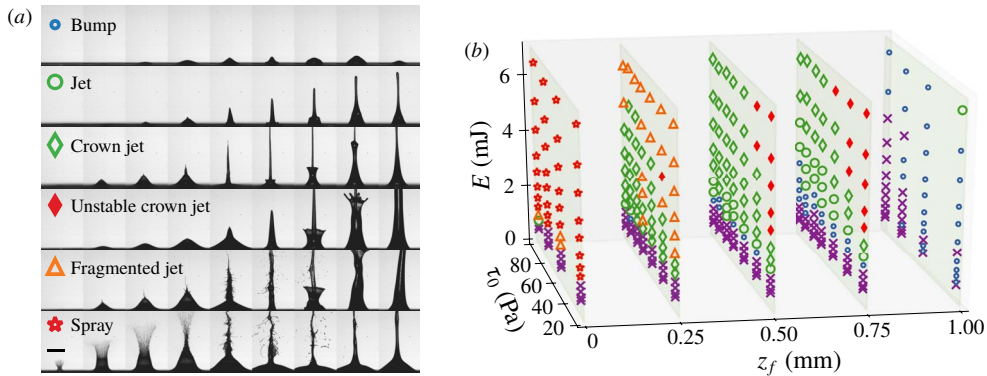 (a)
Bump
Jet
Crown jet
Unstable crown jet
Fragmented jet
Spray
(b)
6
4
2
0
E (mJ)
80
60
40
20
τ0 (Pa)
0
0.25
0.50
0.75
1.00
zf (mm)